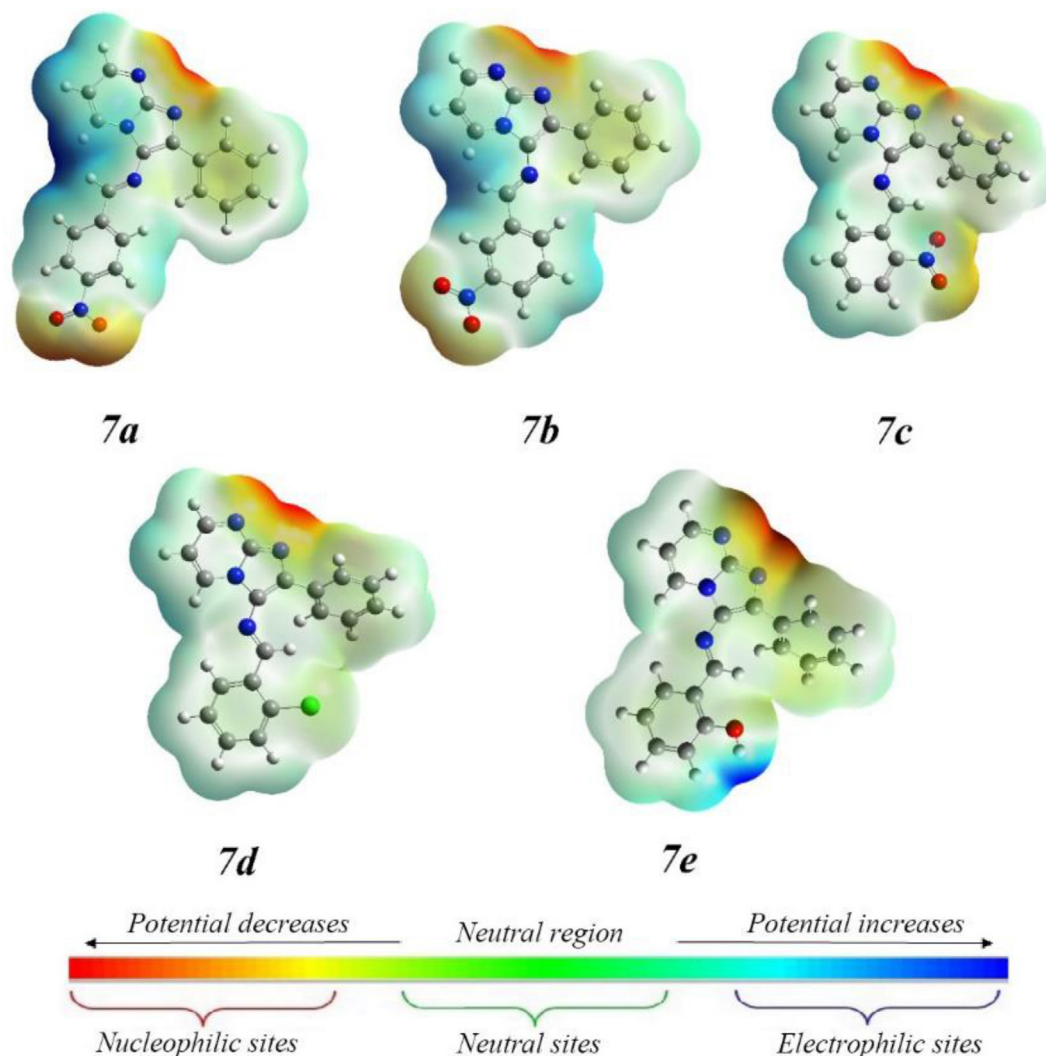 7a
7b
7c
7d
7e
Potential decreases
Neutral region
Potential increases
Nucleophilic sites
Neutral sites
Electrophilic sites